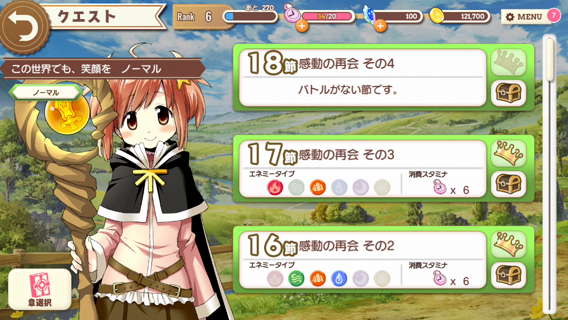 クエスト
Rank 6
あと 270
/20
100
121,700
MENU
?
この世界でも、笑顔を ノーマル
ノーマル
18節 感動の再会 その4
バトルがない節です。
17節 感動の再会 その3
エネミータイプ
消費スタミナ
x 6
16節 感動の再会 その2
エネミータイプ
消費スタミナ
x 6
章選択